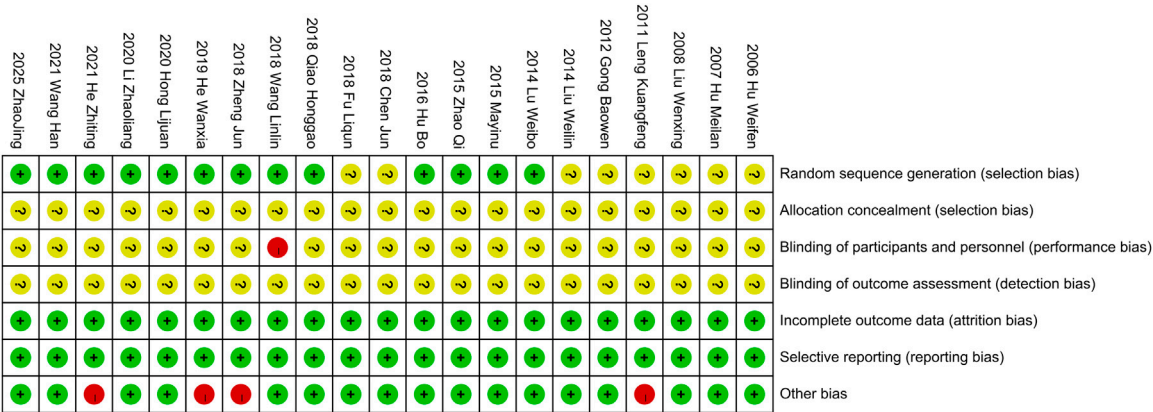 2025 ZhaoJing
2021 Wang Han
2021 He Zhiting
2020 Li Zhaoliang
2020 Hong Lijuan
2019 He Wanxia
2018 Zheng Jun
2018 Wang Linlin
2018 Qiao Honggao
2018 Fu Liqun
2018 Chen Jun
2016 Hu Bo
2015 Zhao Qi
2015 Mayinu
2014 Lu Weibo
2014 Liu Weilin
2012 Gong Baowen
2011 Leng Kuangfeng
2008 Liu Wenxing
2007 Hu Meilan
2006 Hu Weifen
+ + + + + + + + + ? ? + + + + ? ? ? ? ? ? Random sequence generation (selection bias)
? ? ? ? ? ? ? ? ? ? ? ? ? ? ? ? ? ? ? ? ? Allocation concealment (selection bias)
? ? ? ? ? ? ? - ? ? ? ? ? ? ? ? ? ? ? ? ? Blinding of participants and personnel (performance bias)
? ? ? ? ? ? ? ? ? ? ? ? ? ? ? ? ? ? ? ? ? Blinding of outcome assessment (detection bias)
+ + + + + + + + + + + + + + + + + + + + + Incomplete outcome data (attrition bias)
+ + + + + + + + + + + + + + + + + + + + + Selective reporting (reporting bias)
+ + - + + - - + + + + + + + + + + - + + + Other bias